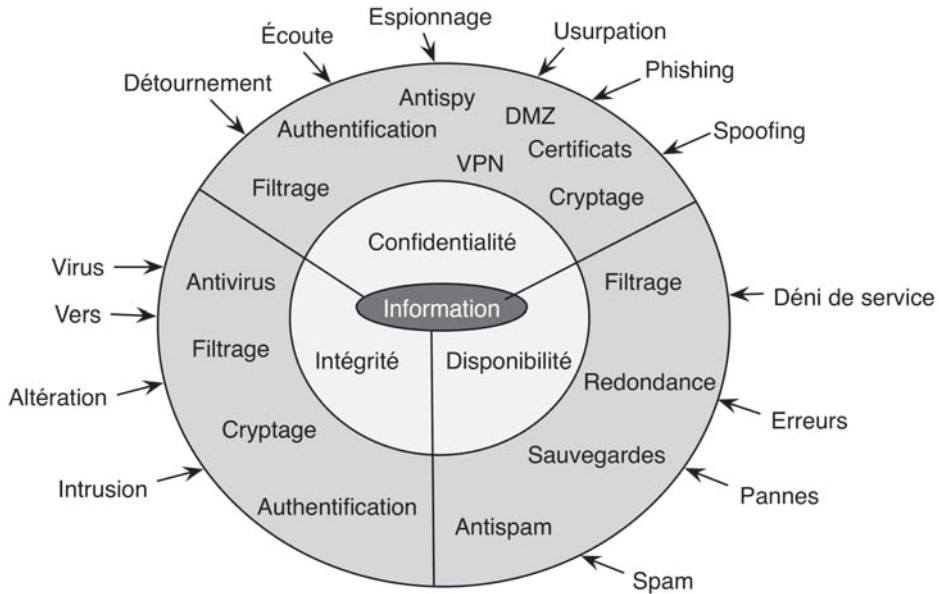 Espionnage
Écoute
Usurpation
Détournement
Phishing
Antispy
DMZ
Authentification
Spoofing
Certificats
VPN
Filtrage
Cryptage
Confidentialité
Virus
Antivirus
Filtrage
Information
Déni de service
Vers
Filtrage
Intégrité
Disponibilité
Redondance
Altération
Erreurs
Cryptage
Sauvegardes
Intrusion
Pannes
Authentification
Antispam
Spam